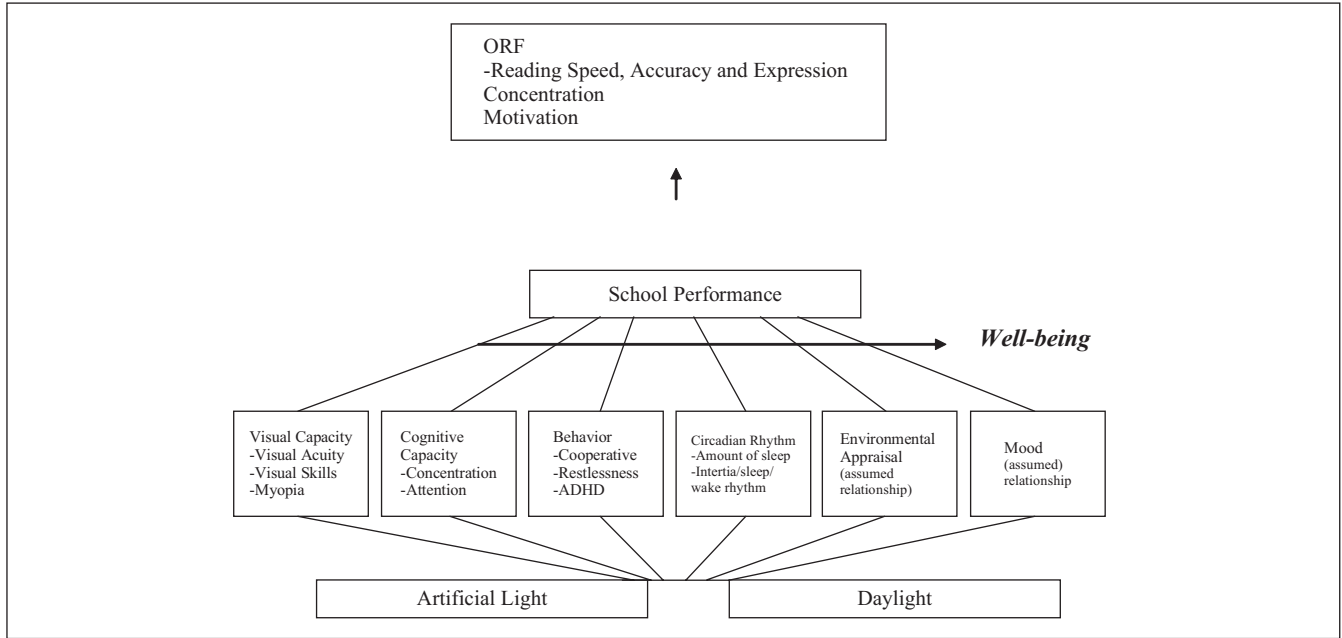 ORF
-Reading Speed, Accuracy and Expression
Concentration
Motivation
School Performance
Well-being
Visual Capacity
-Visual Acuity
-Visual Skills
-Myopia
Cognitive
Capacity
-Concentration
-Attention
Behavior
-Cooperative
-Restlessness
-ADHD
Circadian Rhythm
-Amount of sleep
-Intertia/sleep/
wake rhythm
Environmental
Appraisal
(assumed
relationship)
Mood
(assumed)
relationship
Artificial Light
Daylight